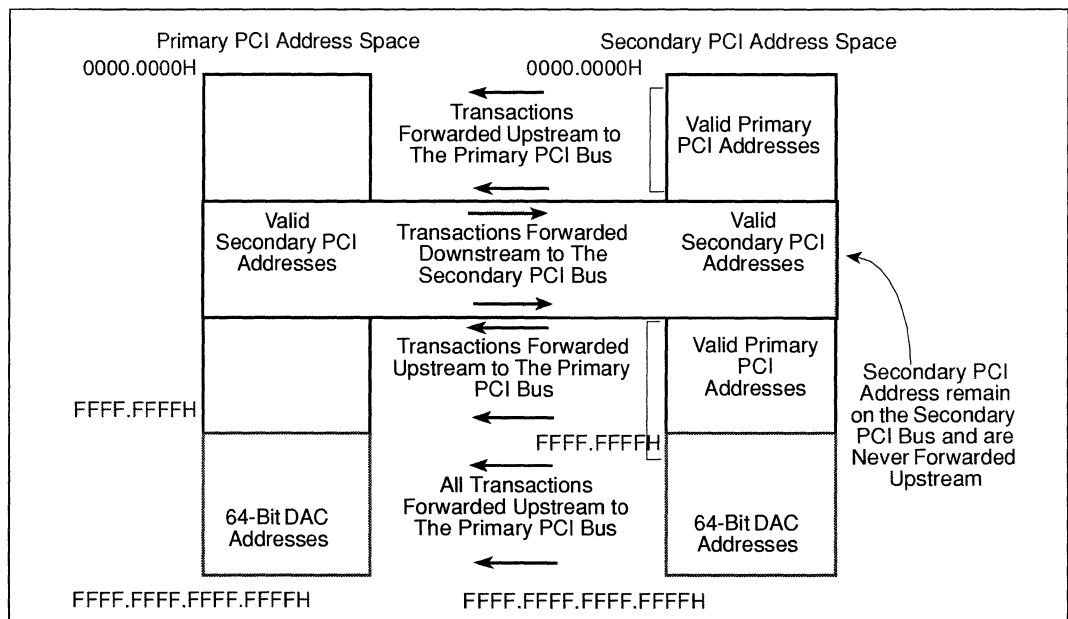 Primary PCI Address Space
Secondary PCI Address Space
0000.0000H
0000.0000H
Transactions
Forwarded Upstream to
The Primary PCI Bus
Valid Primary
PCI Addresses
Valid
Secondary PCI
Addresses
Transactions Forwarded
Downstream to The
Secondary PCI Bus
Valid
Secondary PCI
Addresses
Transactions Forwarded
Upstream to The Primary
PCI Bus
Valid Primary
PCI
Addresses
Secondary PCI
Address remain
on the Secondary
PCI Bus and are
Never Forwarded
Upstream
FFFF.FFFFH
FFFF.FFFFH
All Transactions
Forwarded Upstream to
The Primary PCI Bus
64-Bit DAC
Addresses
64-Bit DAC
Addresses
FFFF.FFFF.FFFF.FFFFH
FFFF.FFFF.FFFF.FFFFH